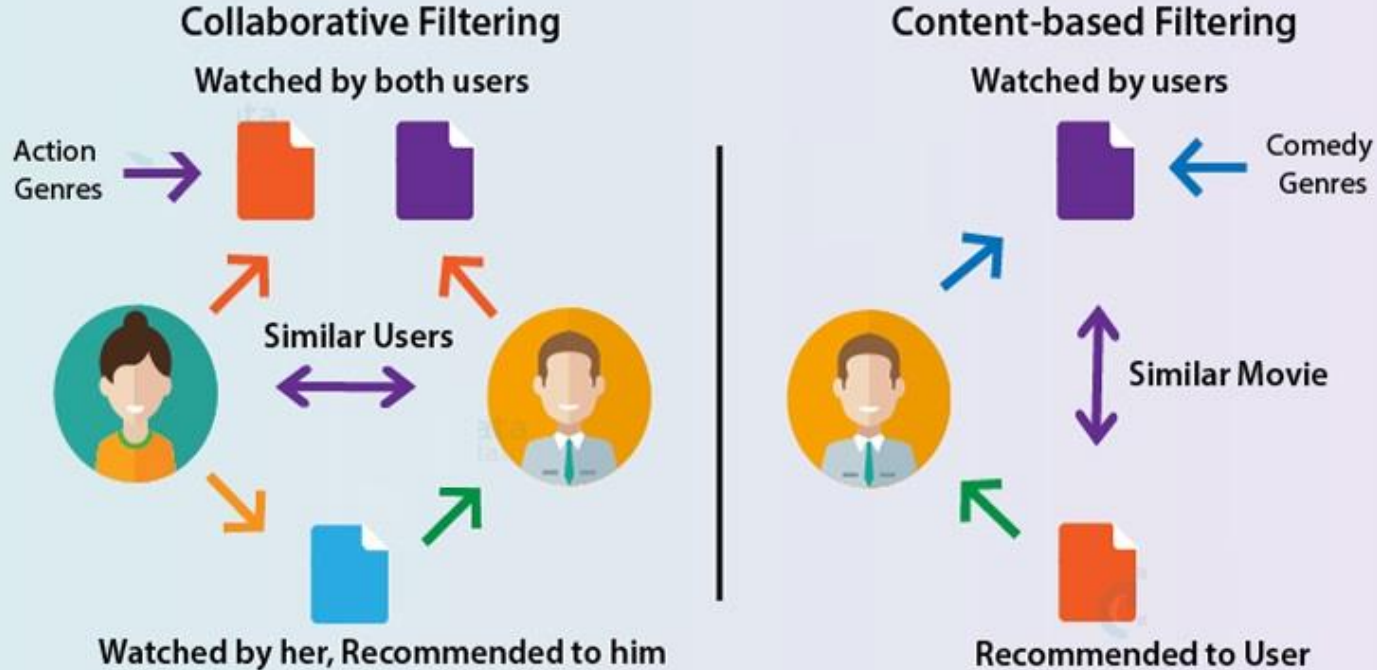 Collaborative Filtering
Watched by both users
Action
Genres
Similar Users
Watched by her, Recommended to him
Content-based Filtering
Watched by users
Comedy
Genres
Similar Movie
Recommended to User